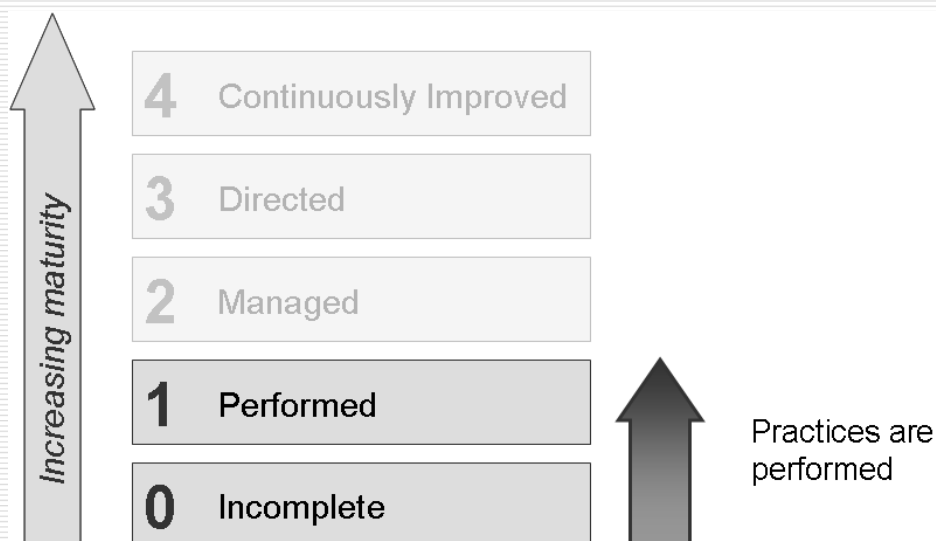 4 Continuously Improved
3 Directed
2 Managed
1 Performed
0 Incomplete
Increasing maturity
Practices are
performed